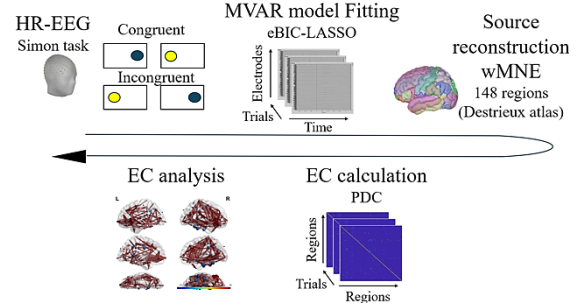 HR-EEG
Simon task
Congruent
Incongruent
MVAR model Fitting
eBIC-LASSO
Electrodes
Trials
Time
Source
reconstruction
wMNE
148 regions
(Destrieux atlas)
EC analysis
L
R
EC calculation
PDC
Regions
Trials
Regions